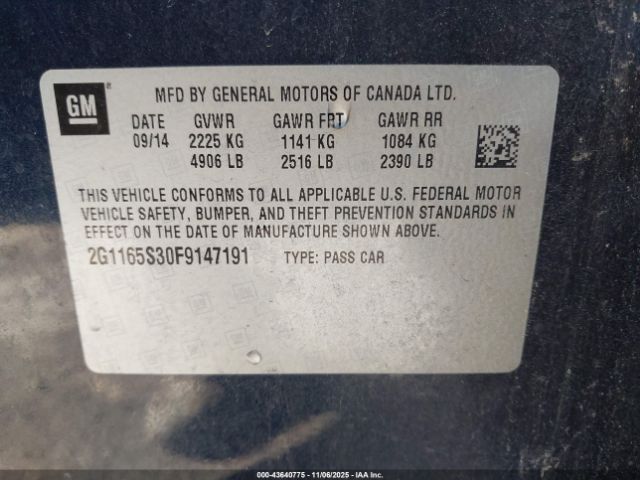 GM
MFD BY GENERAL MOTORS OF CANADA LTD.
DATE GVWR GAWR FRT GAWR RR
09/14 2225 KG 1141 KG 1084 KG
4906 LB 2516 LB 2390 LB
THIS VEHICLE CONFORMS TO ALL APPLICABLE U.S. FEDERAL MOTOR
VEHICLE SAFETY, BUMPER, AND THEFT PREVENTION STANDARDS IN
EFFECT ON THE DATE OF MANUFACTURE SHOWN ABOVE.
2G1165S30F9147191 TYPE: PASS CAR
00-43640775 - 11/06/2025 - IAA Inc.